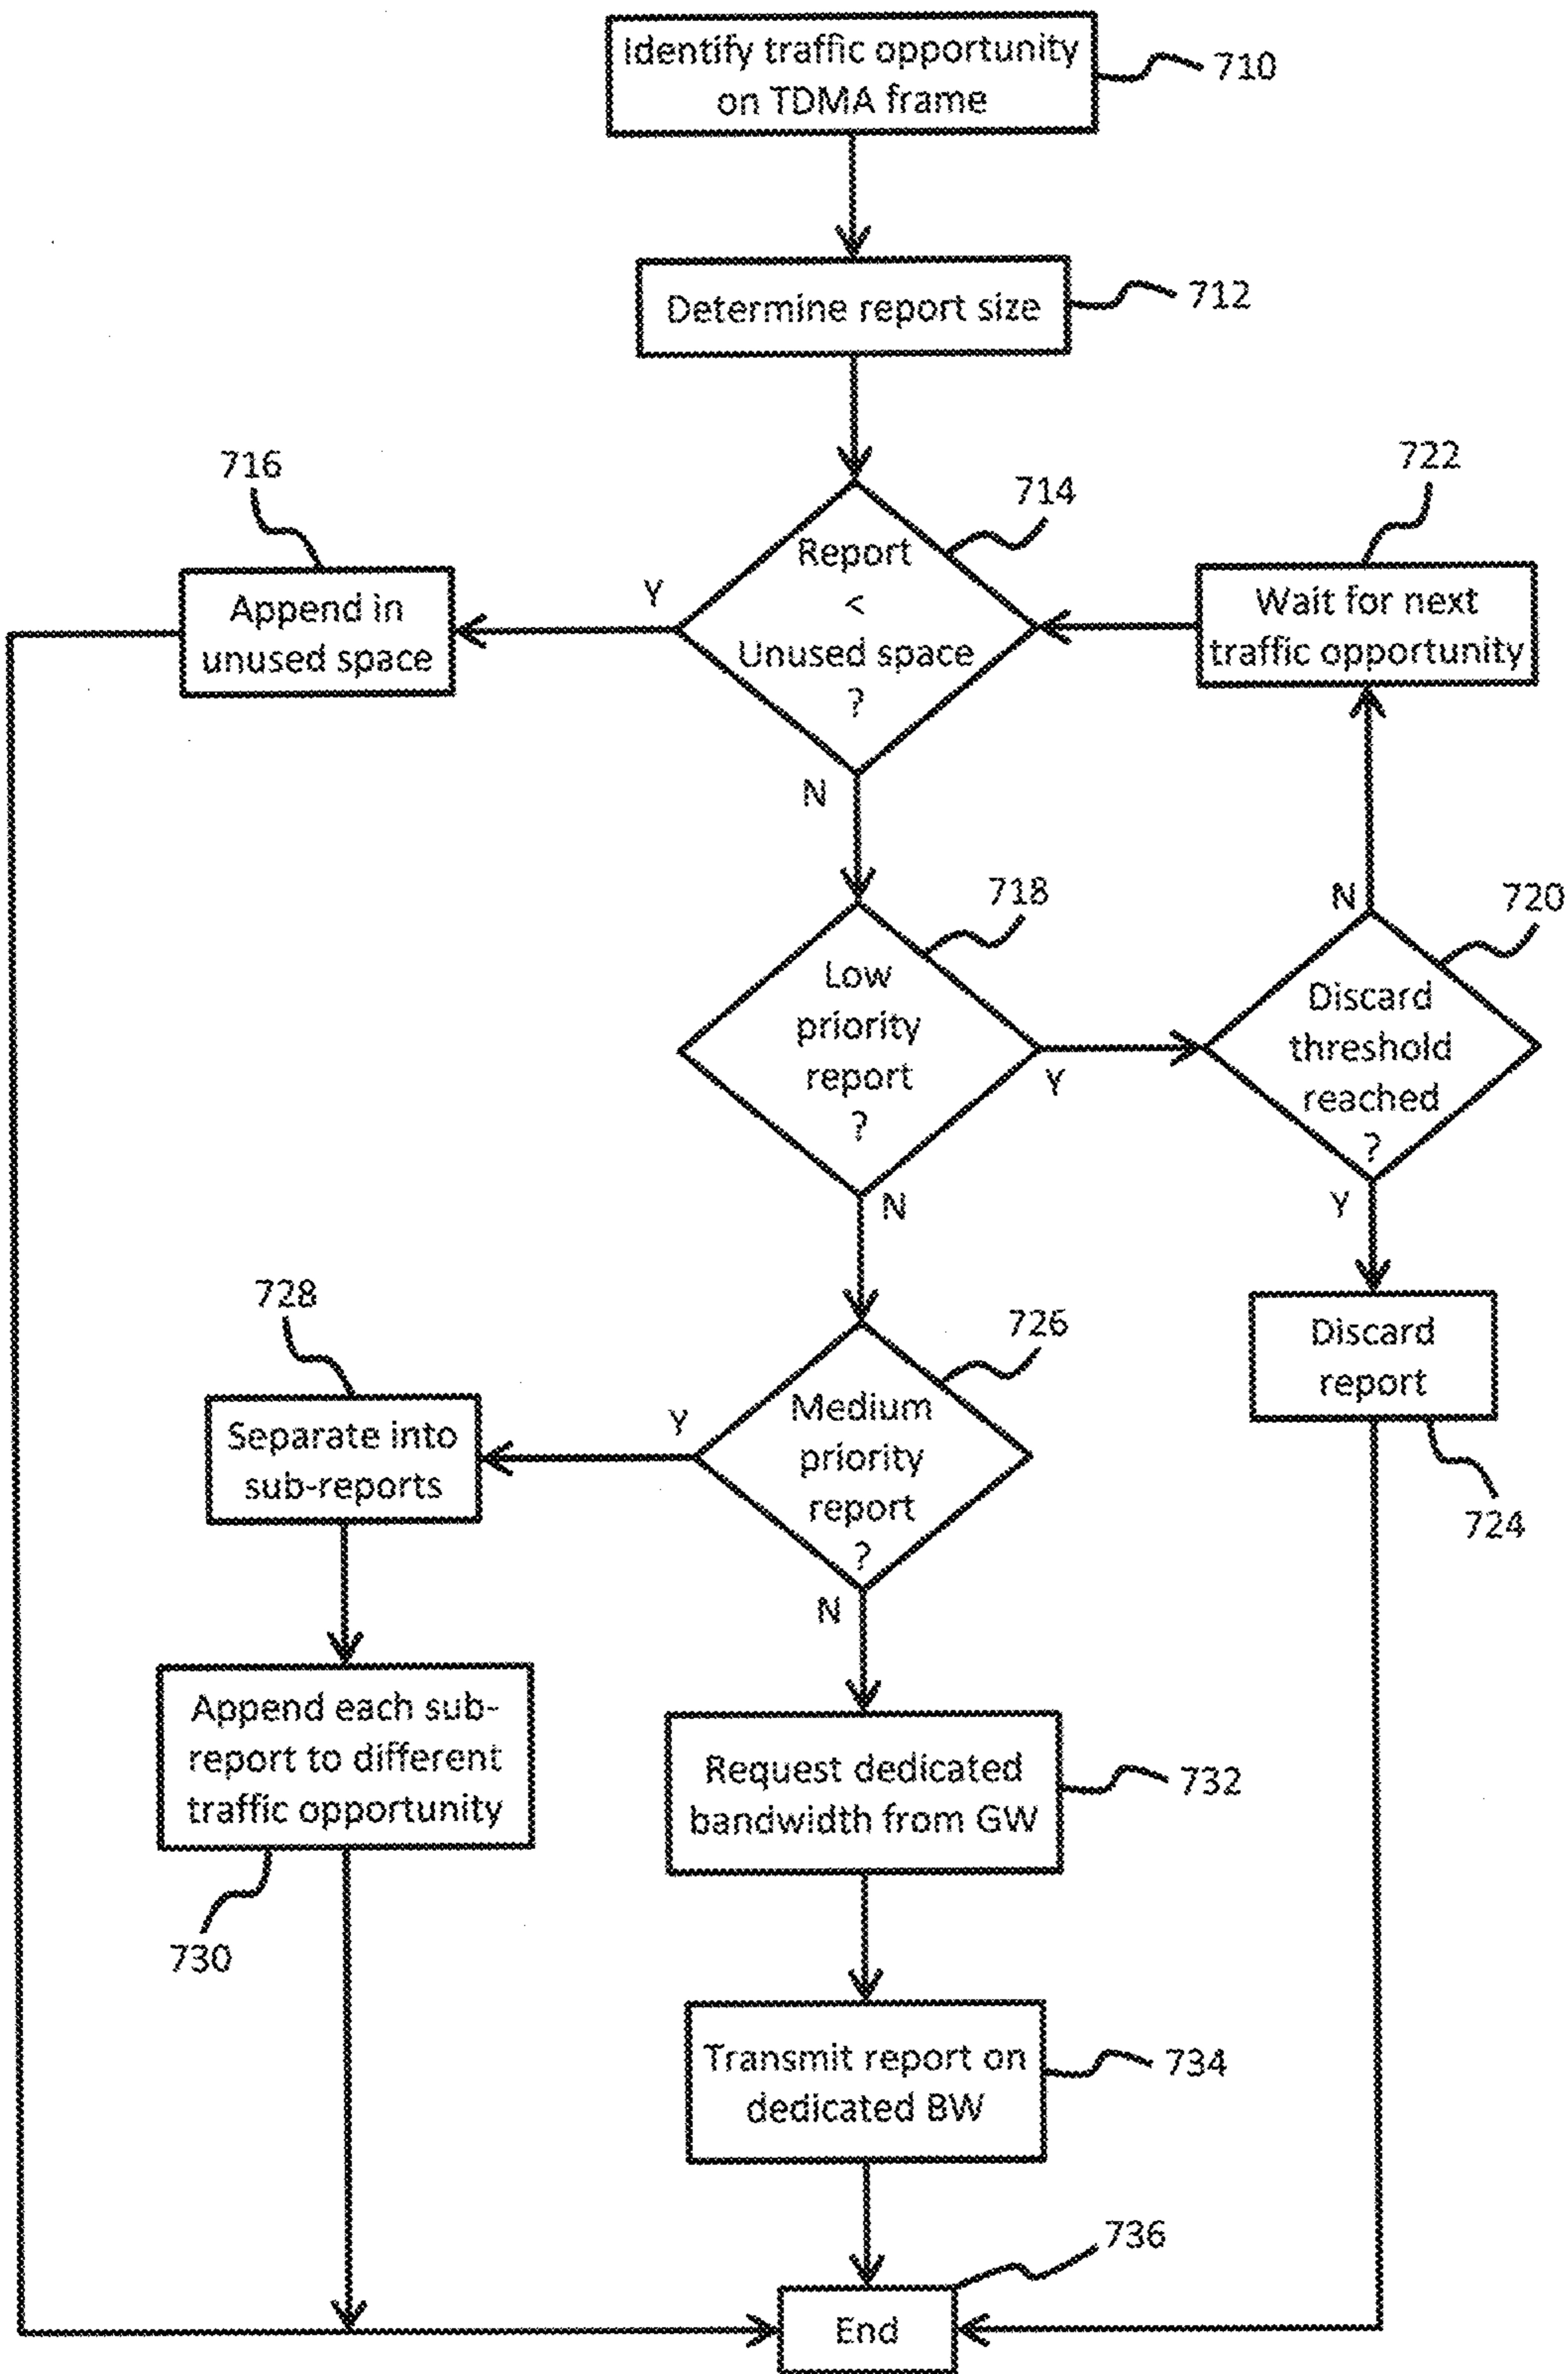 Identify traffic opportunity
on TDMA frame
710
Determine report size
712
716
714
722
Report
<
Unused space
?
Y
N
Append in
unused space
Wait for next
traffic opportunity
718
720
Low
priority
report
?
Y
N
N
Discard
threshold
reached
?
Y
728
726
Discard
report
724
Medium
priority
report
?
Y
N
Separate into
sub-reports
Append each sub-
report to different
traffic opportunity
730
Request dedicated
bandwidth from GW
732
Transmit report on
dedicated BW
734
736
End